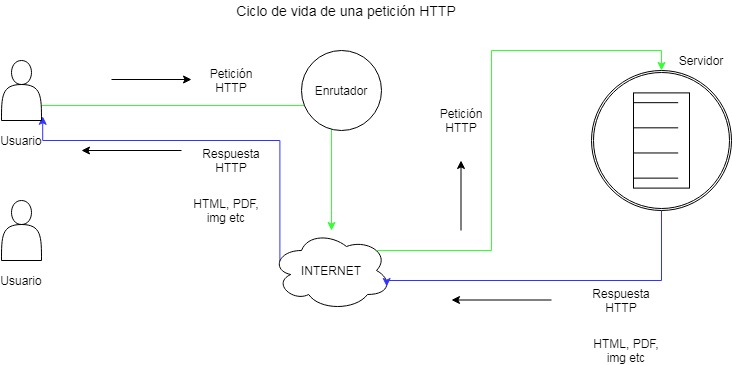 Ciclo de vida de una petición HTTP
Petición
HTTP
Enrutador
Servidor
Petición
HTTP
Usuario
Respuesta
HTTP
HTML, PDF,
img etc
Usuario
INTERNET
Respuesta
HTTP
HTML, PDF,
img etc